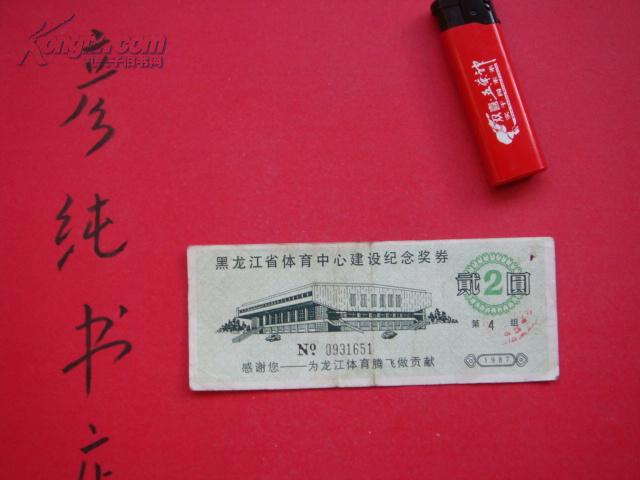 Kongfz.com
孔夫子旧书网
彦纯书店
黑龙江省体育中心建设纪念奖券
贰2圆
第 4 组
Nº 0931651
感谢您——为龙江体育腾飞做贡献
1987